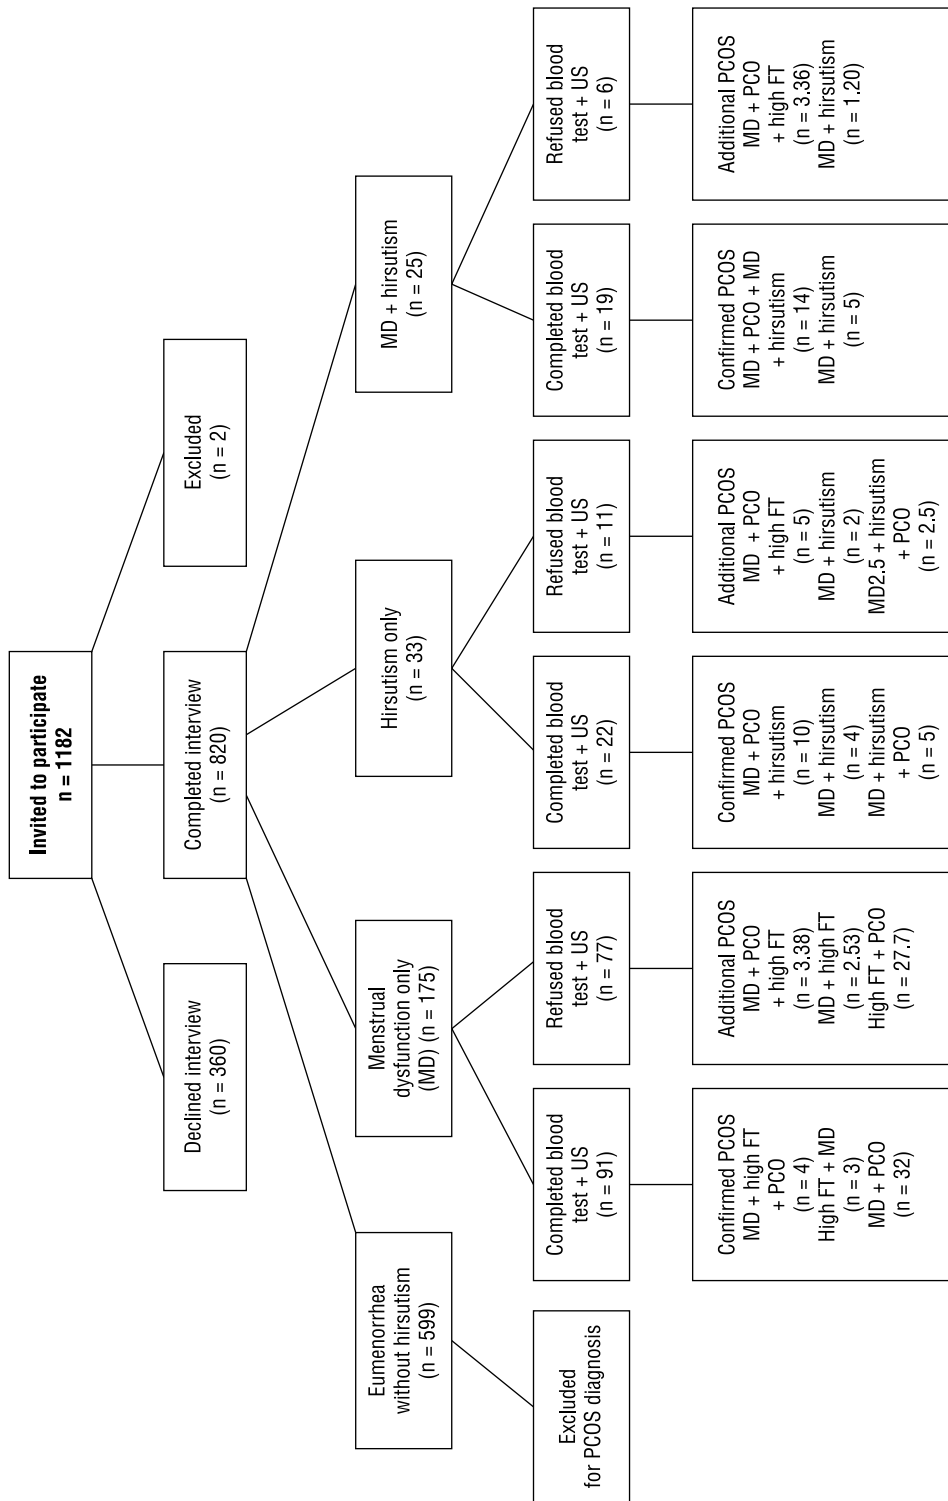 Invited to participate
n = 1182
Declined interview
(n = 360)
Completed interview
(n = 820)
Excluded
(n = 2)
Eumenorrhea
without hirsutism
(n = 599)
Menstrual
dysfunction only
(MD) (n = 175)
Hirsutism only
(n = 33)
MD + hirsutism
(n = 25)
Excluded
for PCOS diagnosis
Completed blood
test + US
(n = 91)
Refused blood
test + US
(n = 77)
Completed blood
test + US
(n = 22)
Refused blood
test + US
(n = 11)
Completed blood
test + US
(n = 19)
Refused blood
test + US
(n = 6)
Confirmed PCOS
MD + high FT
+ PCO
(n = 4)
High FT + MD
(n = 3)
MD + PCO
(n = 32)
Additional PCOS
MD + PCO
+ high FT
(n = 3.38)
MD + high FT
(n = 2.53)
High FT + PCO
(n = 27.7)
Confirmed PCOS
MD + PCO
+ hirsutism
(n = 10)
MD + hirsutism
(n = 4)
MD + hirsutism
+ PCO
(n = 5)
Additional PCOS
MD + PCO
+ high FT
(n = 5)
MD + hirsutism
(n = 2)
MD2.5 + hirsutism
+ PCO
(n = 2.5)
Confirmed PCOS
MD + PCO + MD
+ hirsutism
(n = 14)
MD + hirsutism
(n = 5)
Additional PCOS
MD + PCO
+ high FT
(n = 3.36)
MD + hirsutism
(n = 1.20)